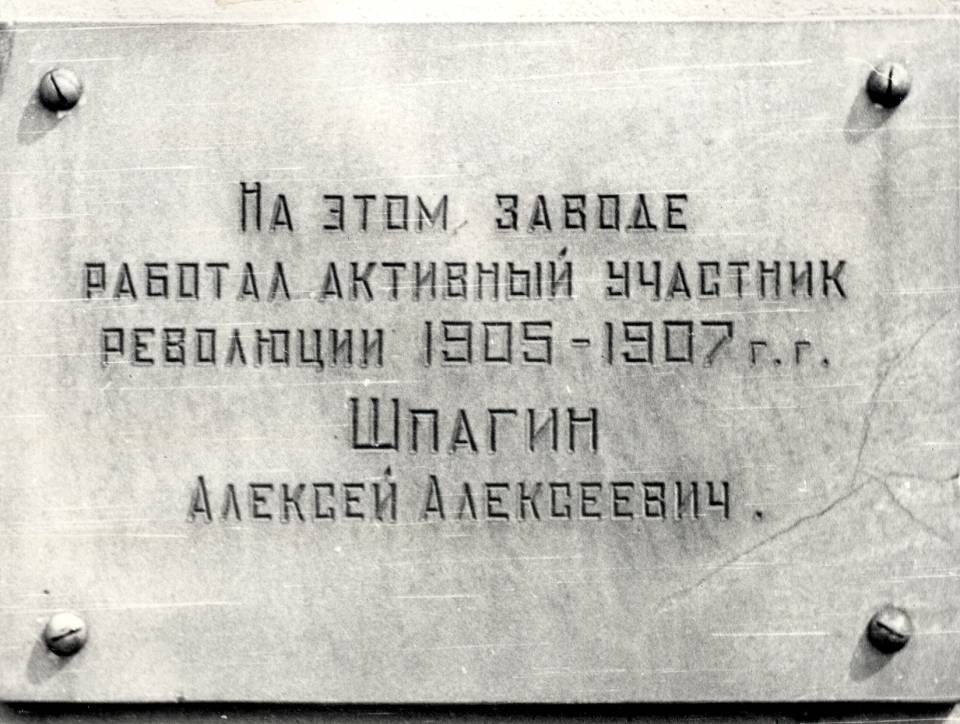 На этом заводе
работал активный участник
революции 1905-1907 г.г.
Шпагин
Алексей Алексеевич.